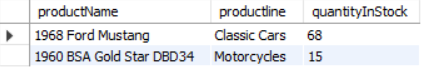 productName productline quantityInStock
1968 Ford Mustang Classic Cars 68
1960 BSA Gold Star DBD34 Motorcycles 15